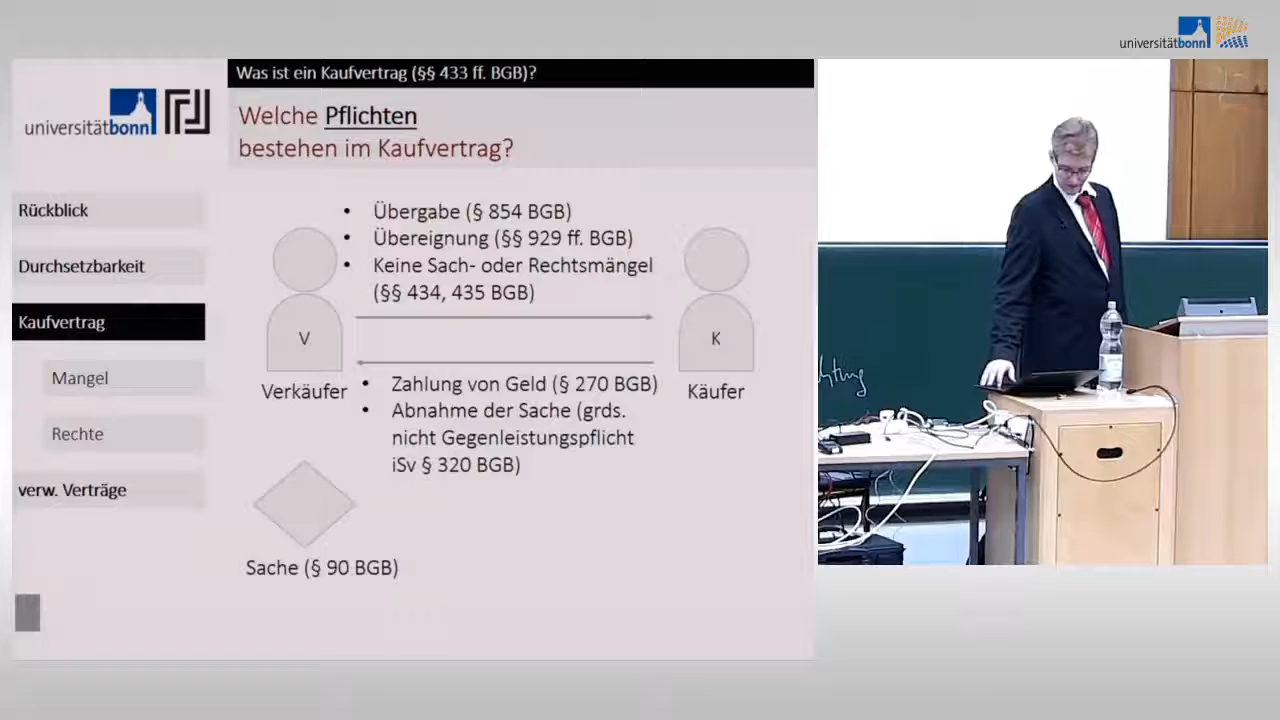 universitätbonn
Was ist ein Kaufvertrag (§§ 433 ff. BGB)?
universitätbonn
Welche Pflichten
bestehen im Kaufvertrag?
Rückblick
Durchsetzbarkeit
Kaufvertrag
Mangel
Rechte
verw. Verträge
• Übergabe (§ 854 BGB)
• Übereignung (§§ 929 ff. BGB)
• Keine Sach- oder Rechtsmängel
(§§ 434, 435 BGB)
V
K
Verkäufer
Käufer
• Zahlung von Geld (§ 270 BGB)
• Abnahme der Sache (grds.
nicht Gegenleistungspflicht
iSv § 320 BGB)
Sache (§ 90 BGB)